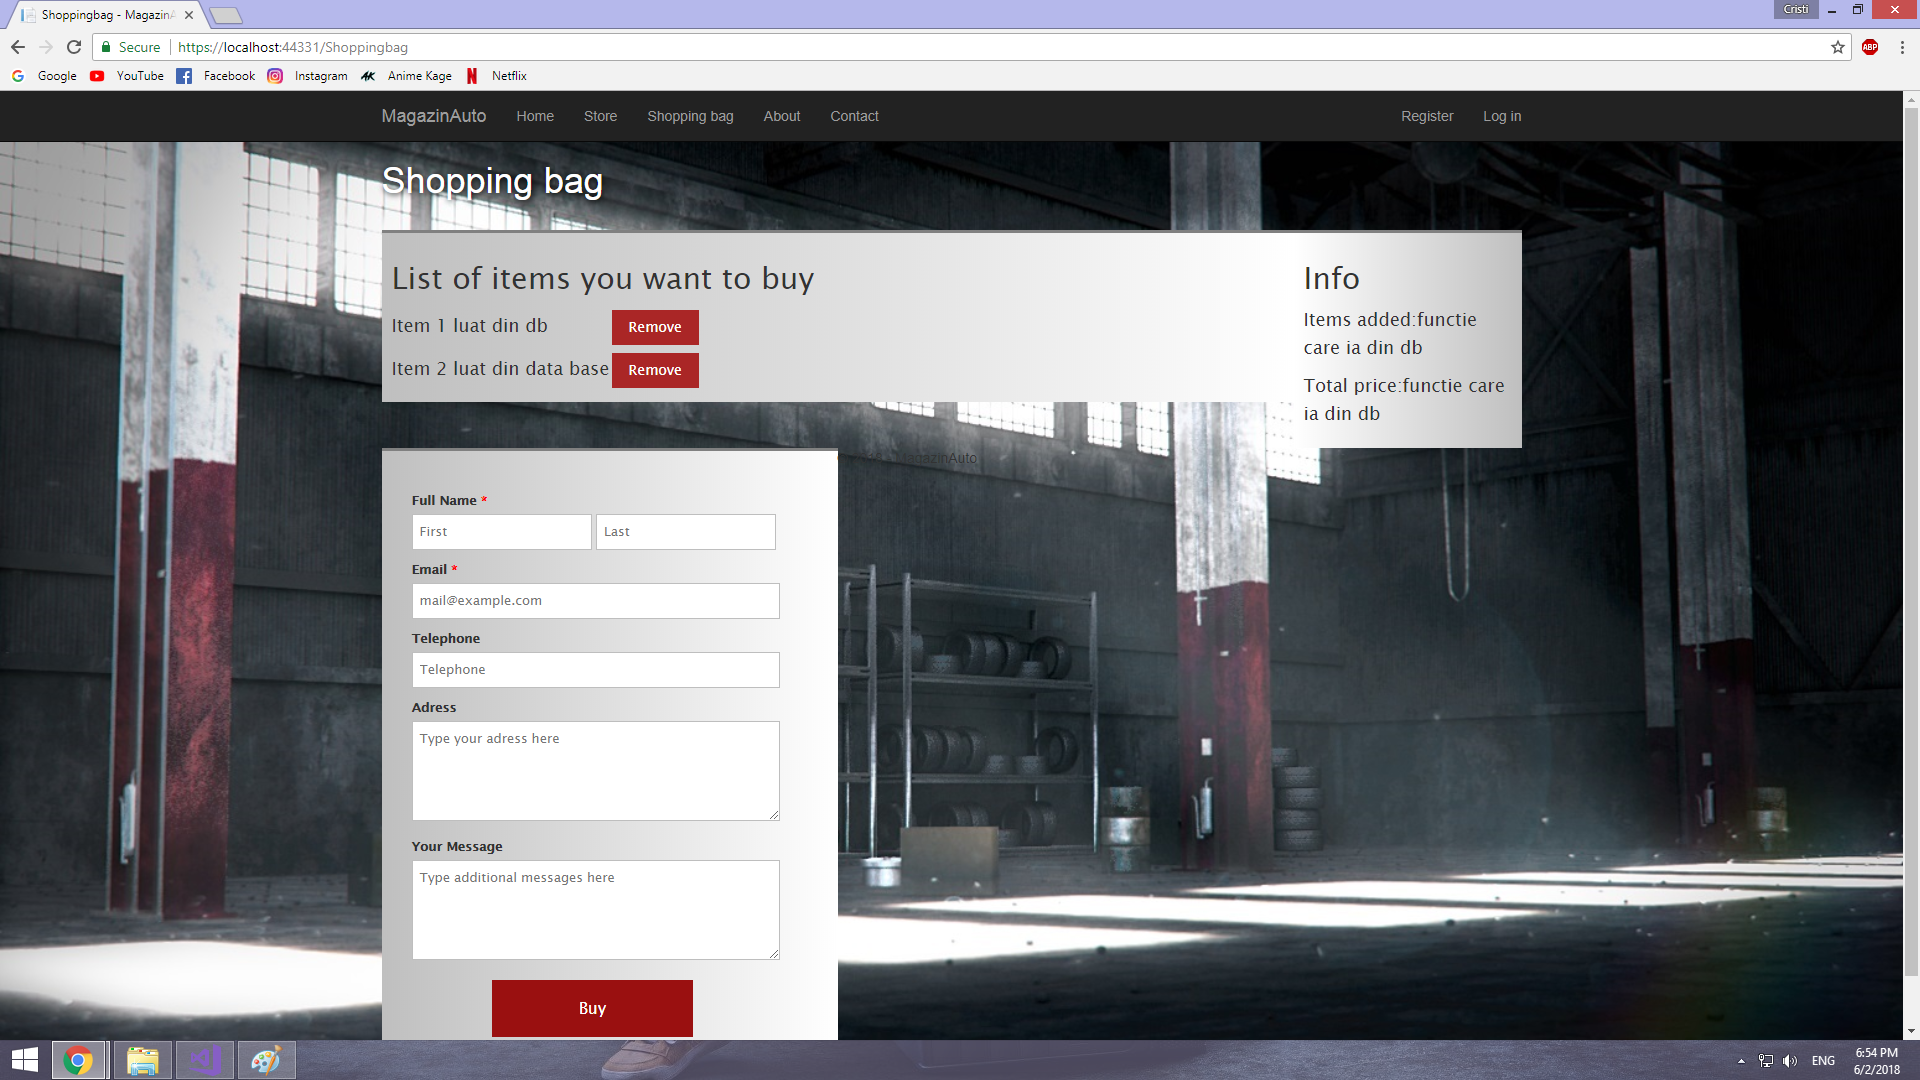 Shoppingbag - MagazinA
Cristi
Secure
https://localhost:44331/Shoppingbag
ABP
Google YouTube Facebook Instagram Anime Kage Netflix
MagazinAuto Home Store Shopping bag About Contact Register Log in
Shopping bag
List of items you want to buy
Item 1 luat din db Remove
Item 2 luat din data base Remove
Info
Items added:functie
care ia din db
Total price:functie care
ia din db
MagazinAuto
Full Name *
First Last
Email *
mail@example.com
Telephone
Telephone
Adress
Type your adress here
Your Message
Type additional messages here
Buy
ENG
6:54 PM
6/2/2018